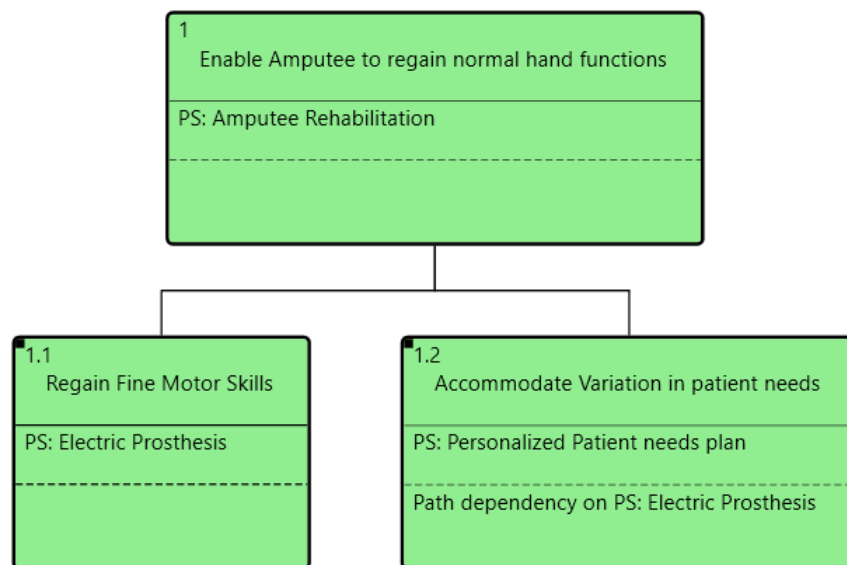 1
Enable Amputee to regain normal hand functions
PS: Amputee Rehabilitation
1.1
Regain Fine Motor Skills
PS: Electric Prosthesis
1.2
Accommodate Variation in patient needs
PS: Personalized Patient needs plan
Path dependency on PS: Electric Prosthesis